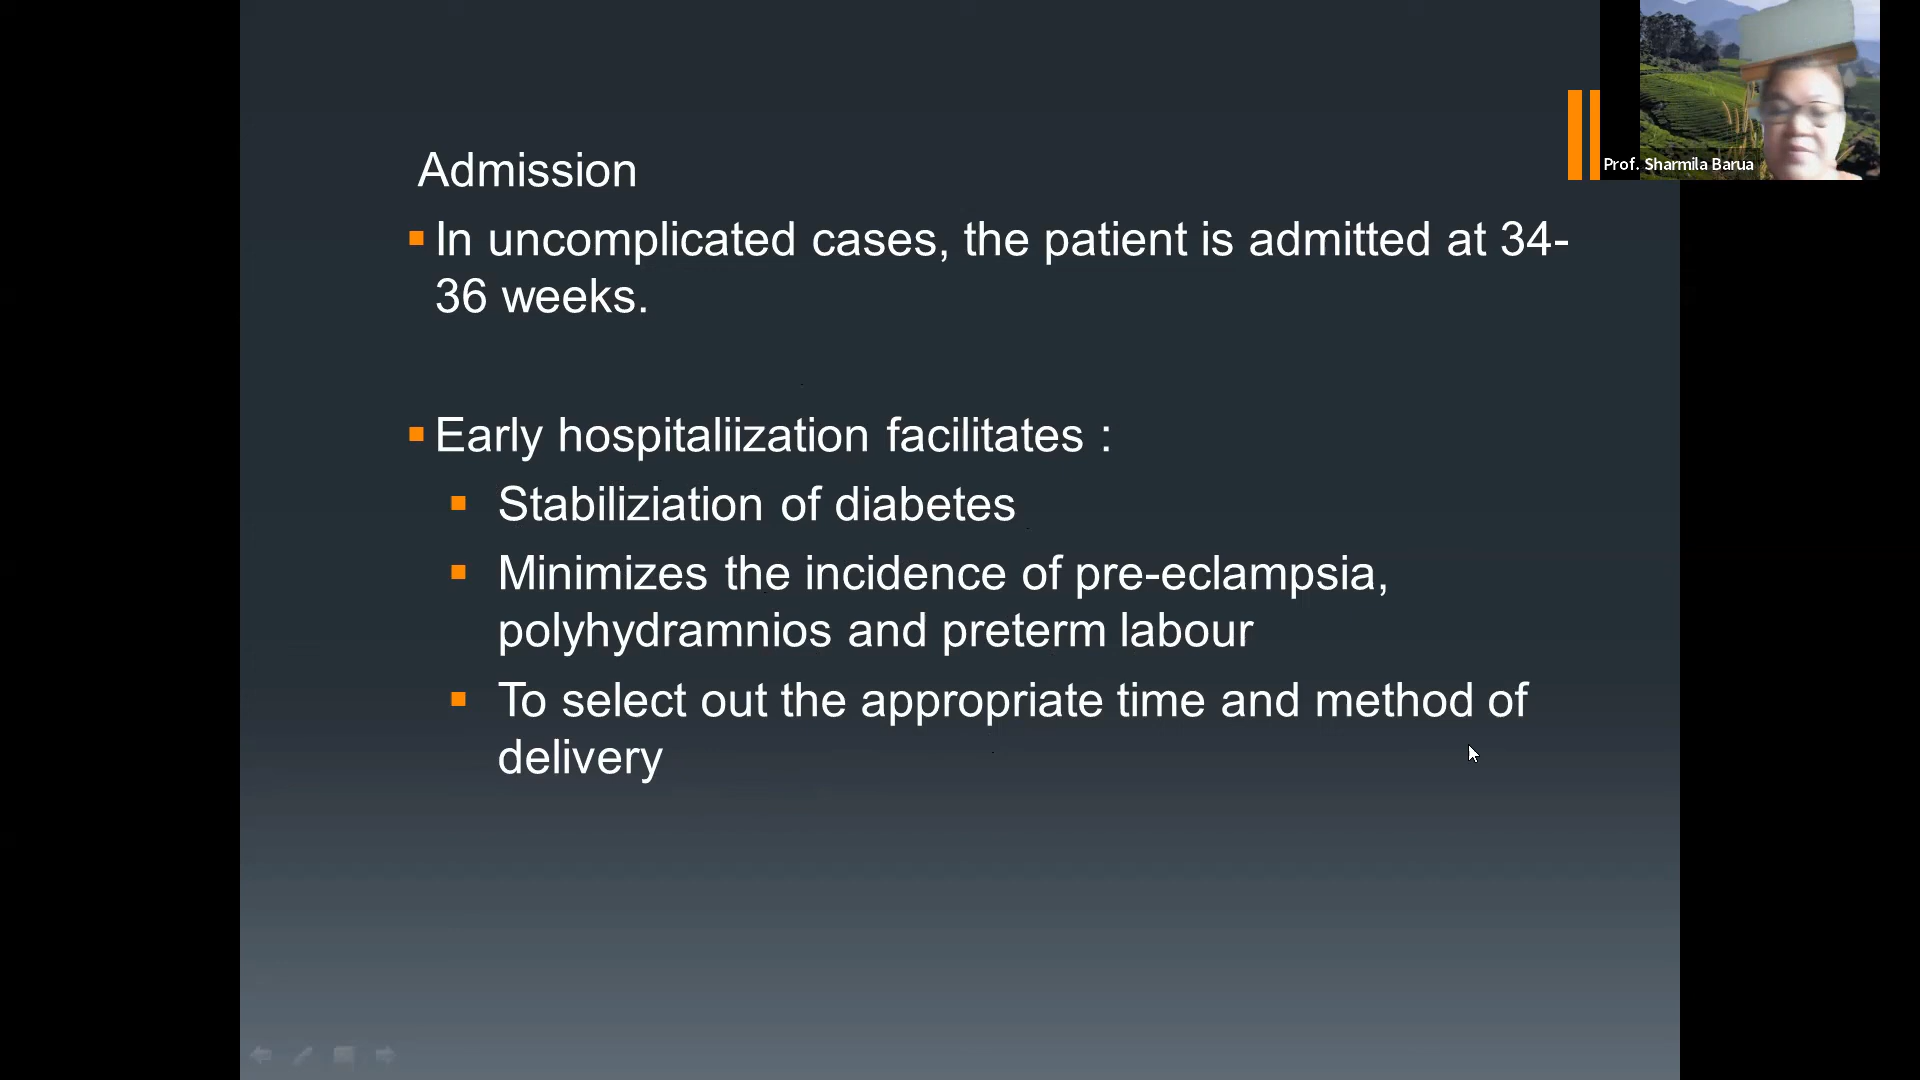 Admission
In uncomplicated cases, the patient is admitted at 34-
36 weeks.
Early hospitaliization facilitates :
Stabiliziation of diabetes
Minimizes the incidence of pre-eclampsia,
polyhydramnios and preterm labour
To select out the appropriate time and method of
delivery
Prof. Sharmila Barua